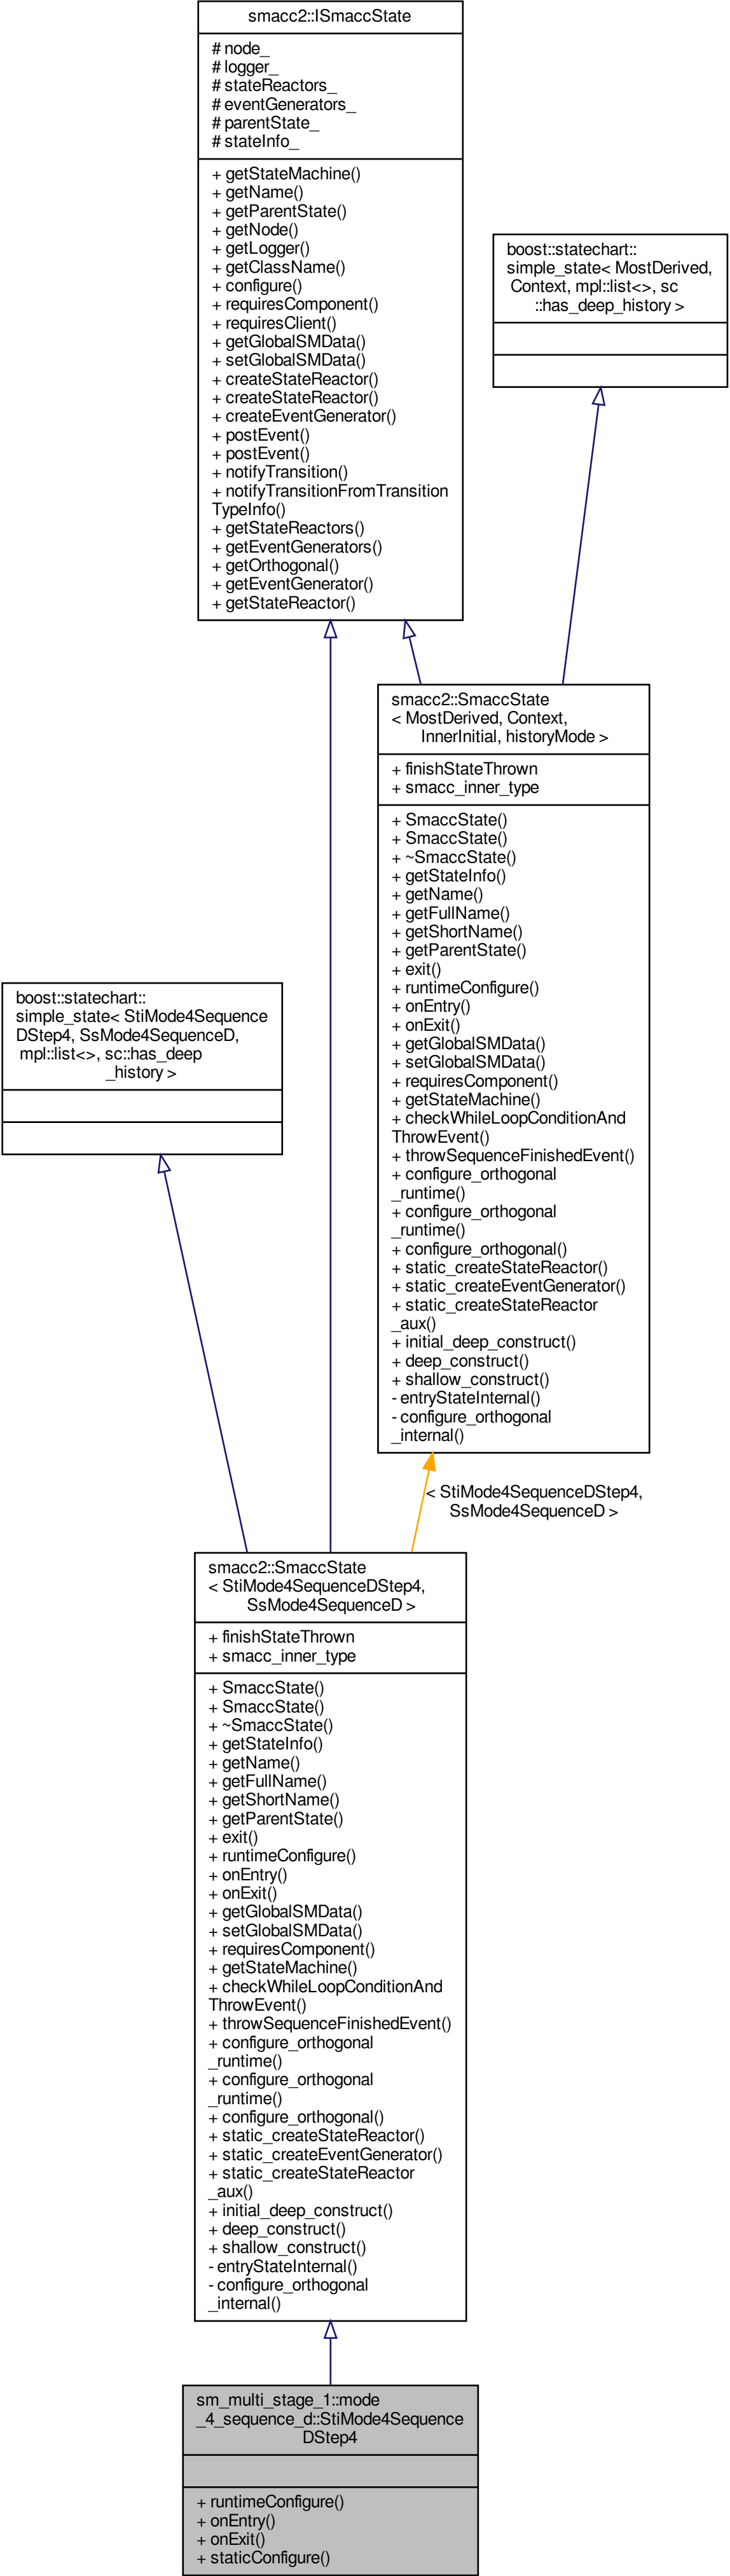 smacc2::ISmaccState
# node_
# logger_
# stateReactors_
# eventGenerators_
# parentState_
# stateInfo_
+ getStateMachine()
+ getName()
+ getParentState()
+ getNode()
+ getLogger()
+ getClassName()
+ configure()
+ requiresComponent()
+ requiresClient()
+ getGlobalSMData()
+ setGlobalSMData()
+ createStateReactor()
+ createStateReactor()
+ createEventGenerator()
+ postEvent()
+ postEvent()
+ notifyTransition()
+ notifyTransitionFromTransition
TypeInfo()
+ getStateReactors()
+ getEventGenerators()
+ getOrthogonal()
+ getEventGenerator()
+ getStateReactor()
boost::statechart::
simple_state< MostDerived,
Context, mpl::list<>, sc
::has_deep_history >
smacc2::SmaccState
< MostDerived, Context,
InnerInitial, historyMode >
+ finishStateThrown
+ smacc_inner_type
+ SmaccState()
+ SmaccState()
+ ~SmaccState()
+ getStateInfo()
+ getName()
+ getFullName()
+ getShortName()
+ getParentState()
+ exit()
+ runtimeConfigure()
+ onEntry()
+ onExit()
+ getGlobalSMData()
+ setGlobalSMData()
+ requiresComponent()
+ getStateMachine()
+ checkWhileLoopConditionAnd
ThrowEvent()
+ throwSequenceFinishedEvent()
+ configure_orthogonal
_runtime()
+ configure_orthogonal
_runtime()
+ configure_orthogonal()
+ static_createStateReactor()
+ static_createEventGenerator()
+ static_createStateReactor
_aux()
+ initial_deep_construct()
+ deep_construct()
+ shallow_construct()
- entryStateInternal()
- configure_orthogonal
_internal()
boost::statechart::
simple_state< StiMode4Sequence
DStep4, SsMode4SequenceD,
mpl::list<>, sc::has_deep
_history >
< StiMode4SequenceDStep4,
SsMode4SequenceD >
smacc2::SmaccState
< StiMode4SequenceDStep4,
SsMode4SequenceD >
+ finishStateThrown
+ smacc_inner_type
+ SmaccState()
+ SmaccState()
+ ~SmaccState()
+ getStateInfo()
+ getName()
+ getFullName()
+ getShortName()
+ getParentState()
+ exit()
+ runtimeConfigure()
+ onEntry()
+ onExit()
+ getGlobalSMData()
+ setGlobalSMData()
+ requiresComponent()
+ getStateMachine()
+ checkWhileLoopConditionAnd
ThrowEvent()
+ throwSequenceFinishedEvent()
+ configure_orthogonal
_runtime()
+ configure_orthogonal
_runtime()
+ configure_orthogonal()
+ static_createStateReactor()
+ static_createEventGenerator()
+ static_createStateReactor
_aux()
+ initial_deep_construct()
+ deep_construct()
+ shallow_construct()
- entryStateInternal()
- configure_orthogonal
_internal()
sm_multi_stage_1::mode
_4_sequence_d::StiMode4Sequence
DStep4
+ runtimeConfigure()
+ onEntry()
+ onExit()
+ staticConfigure()